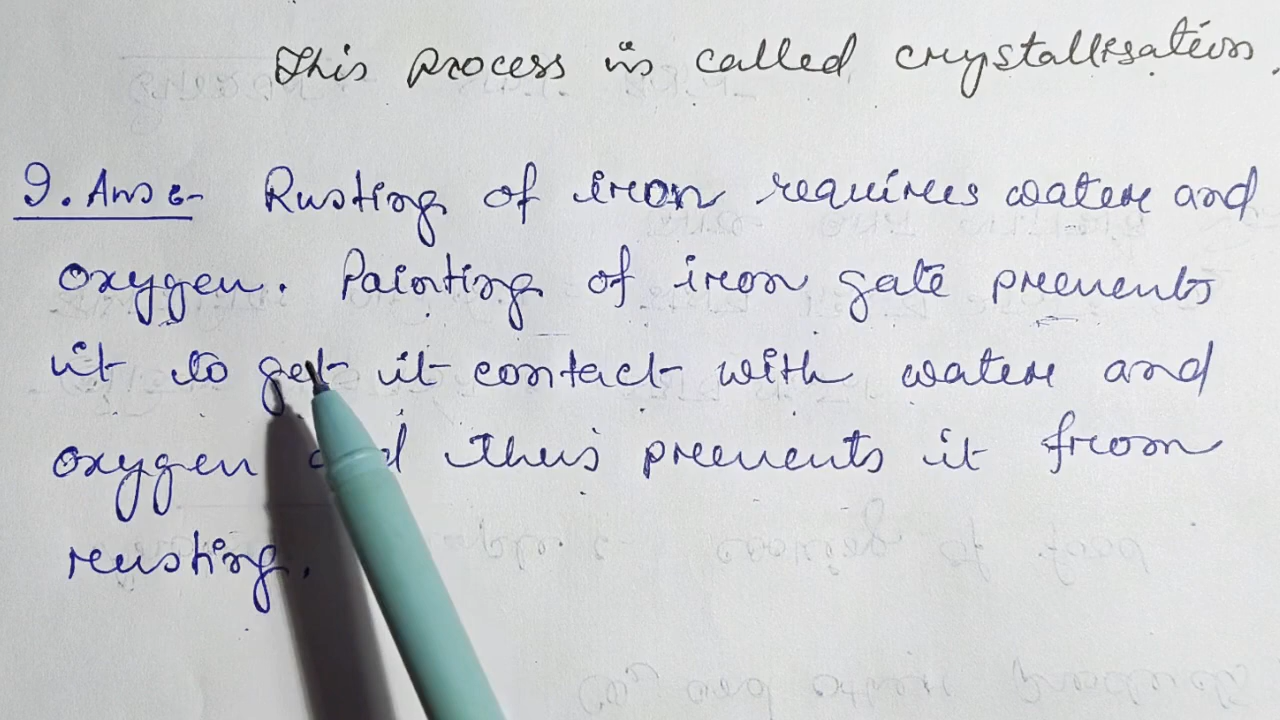 This process is called crystallisation.
9. Ans:- Rusting of iron requires water and
oxygen. Painting of iron gate prevents
it to get it contact with water and
oxygen and thus prevents it from
rusting.